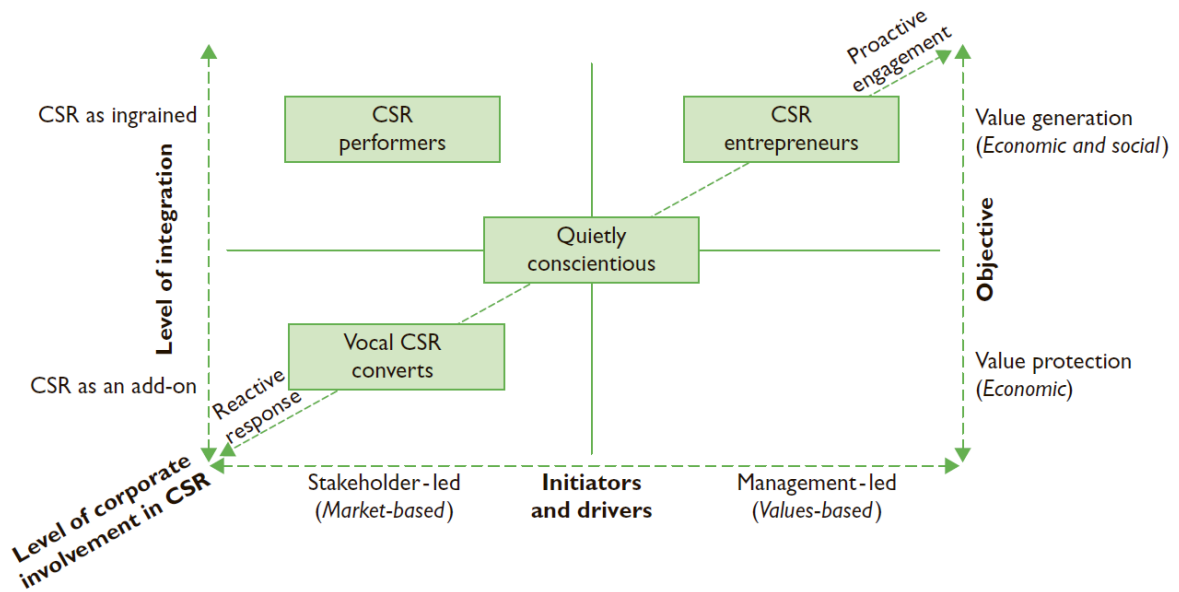 Proactive
engagement
CSR as ingrained
CSR
performers
CSR
entrepreneurs
Value generation
(Economic and social)
Level of integration
Quietly
conscientious
Objective
Vocal CSR
converts
CSR as an add-on
Reactive
response
Value protection
(Economic)
Level of corporate
involvement in CSR
Stakeholder-led
(Market-based)
Initiators
and drivers
Management-led
(Values-based)